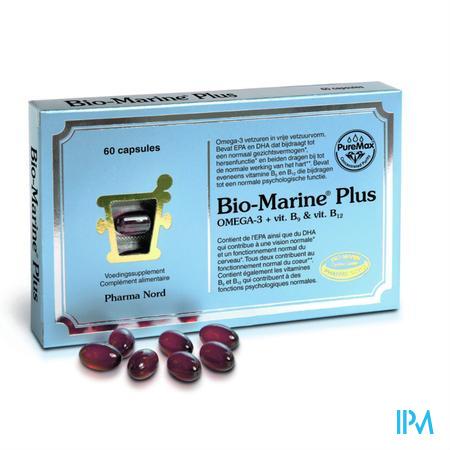 Bio-Marine® Plus
60 capsules
60 capsules
Omega-3 vetzuren in vrije vetzuurvorm.
Bevat EPA en DHA dat bijdraagt tot
een normaal gezichtsvermogen*,
hersenfunctie* en beiden dragen bij tot
de normale werking van het hart**. Bevat
eveneens vitamine B9 en B12 die bijdragen
tot een normale psychologische functie.
PureMax
Bio-Marine® Plus
OMEGA-3 + vit. B9 & vit. B12
Contient de l'EPA ainsi que du DHA
qui contribue à une vision normale*
et un fonctionnement normal du
cerveau*. Tous deux contribuent au
fonctionnement normal du coeur**.
Contient également les vitamines
B9 et B12 qui contribuent à des
fonctions psychologiques normales.
Voedingssupplement
Complément alimentaire
Pharma Nord
Bio-Marine® Plus
IPM